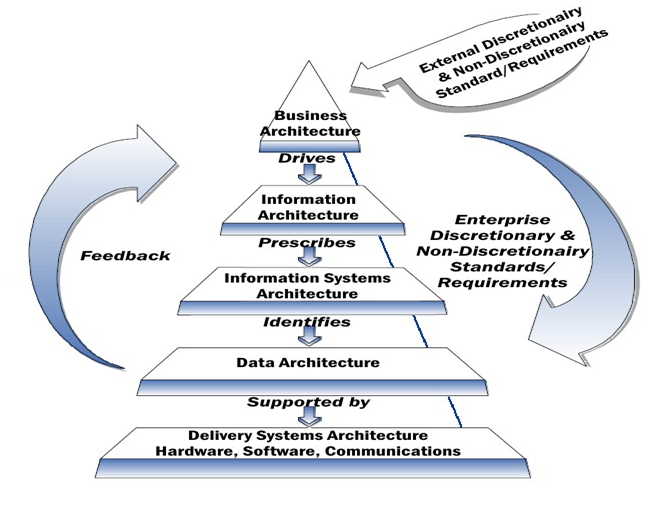 External Discretionairy
& Non-Discretionairy
Standard/Requirements
Business
Architecture
Drives
Information
Architecture
Prescribes
Information Systems
Architecture
Identifies
Data Architecture
Supported by
Delivery Systems Architecture
Hardware, Software, Communications
Feedback
Enterprise
Discretionary &
Non-Discretionairy
Standards/
Requirements